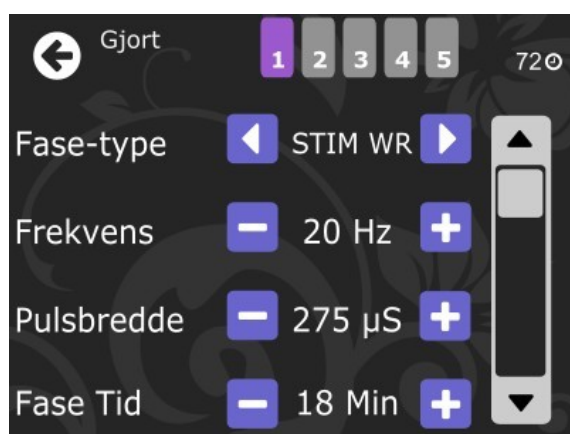 Gjort
1 2 3 4 5
72
Fase-type STIM WR
Frekvens 20 Hz
Pulsbredde 275 µS
Fase Tid 18 Min